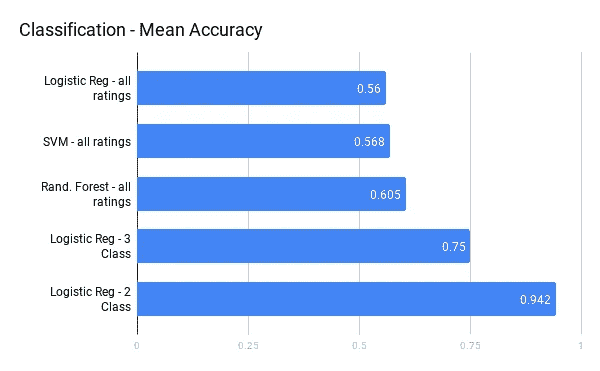 Classification - Mean Accuracy
Logistic Reg - all
ratings
0.56
SVM - all ratings
0.568
Rand. Forest - all
ratings
0.605
Logistic Reg - 3
Class
0.75
Logistic Reg - 2
Class
0.942
0
0.25
0.5
0.75
1